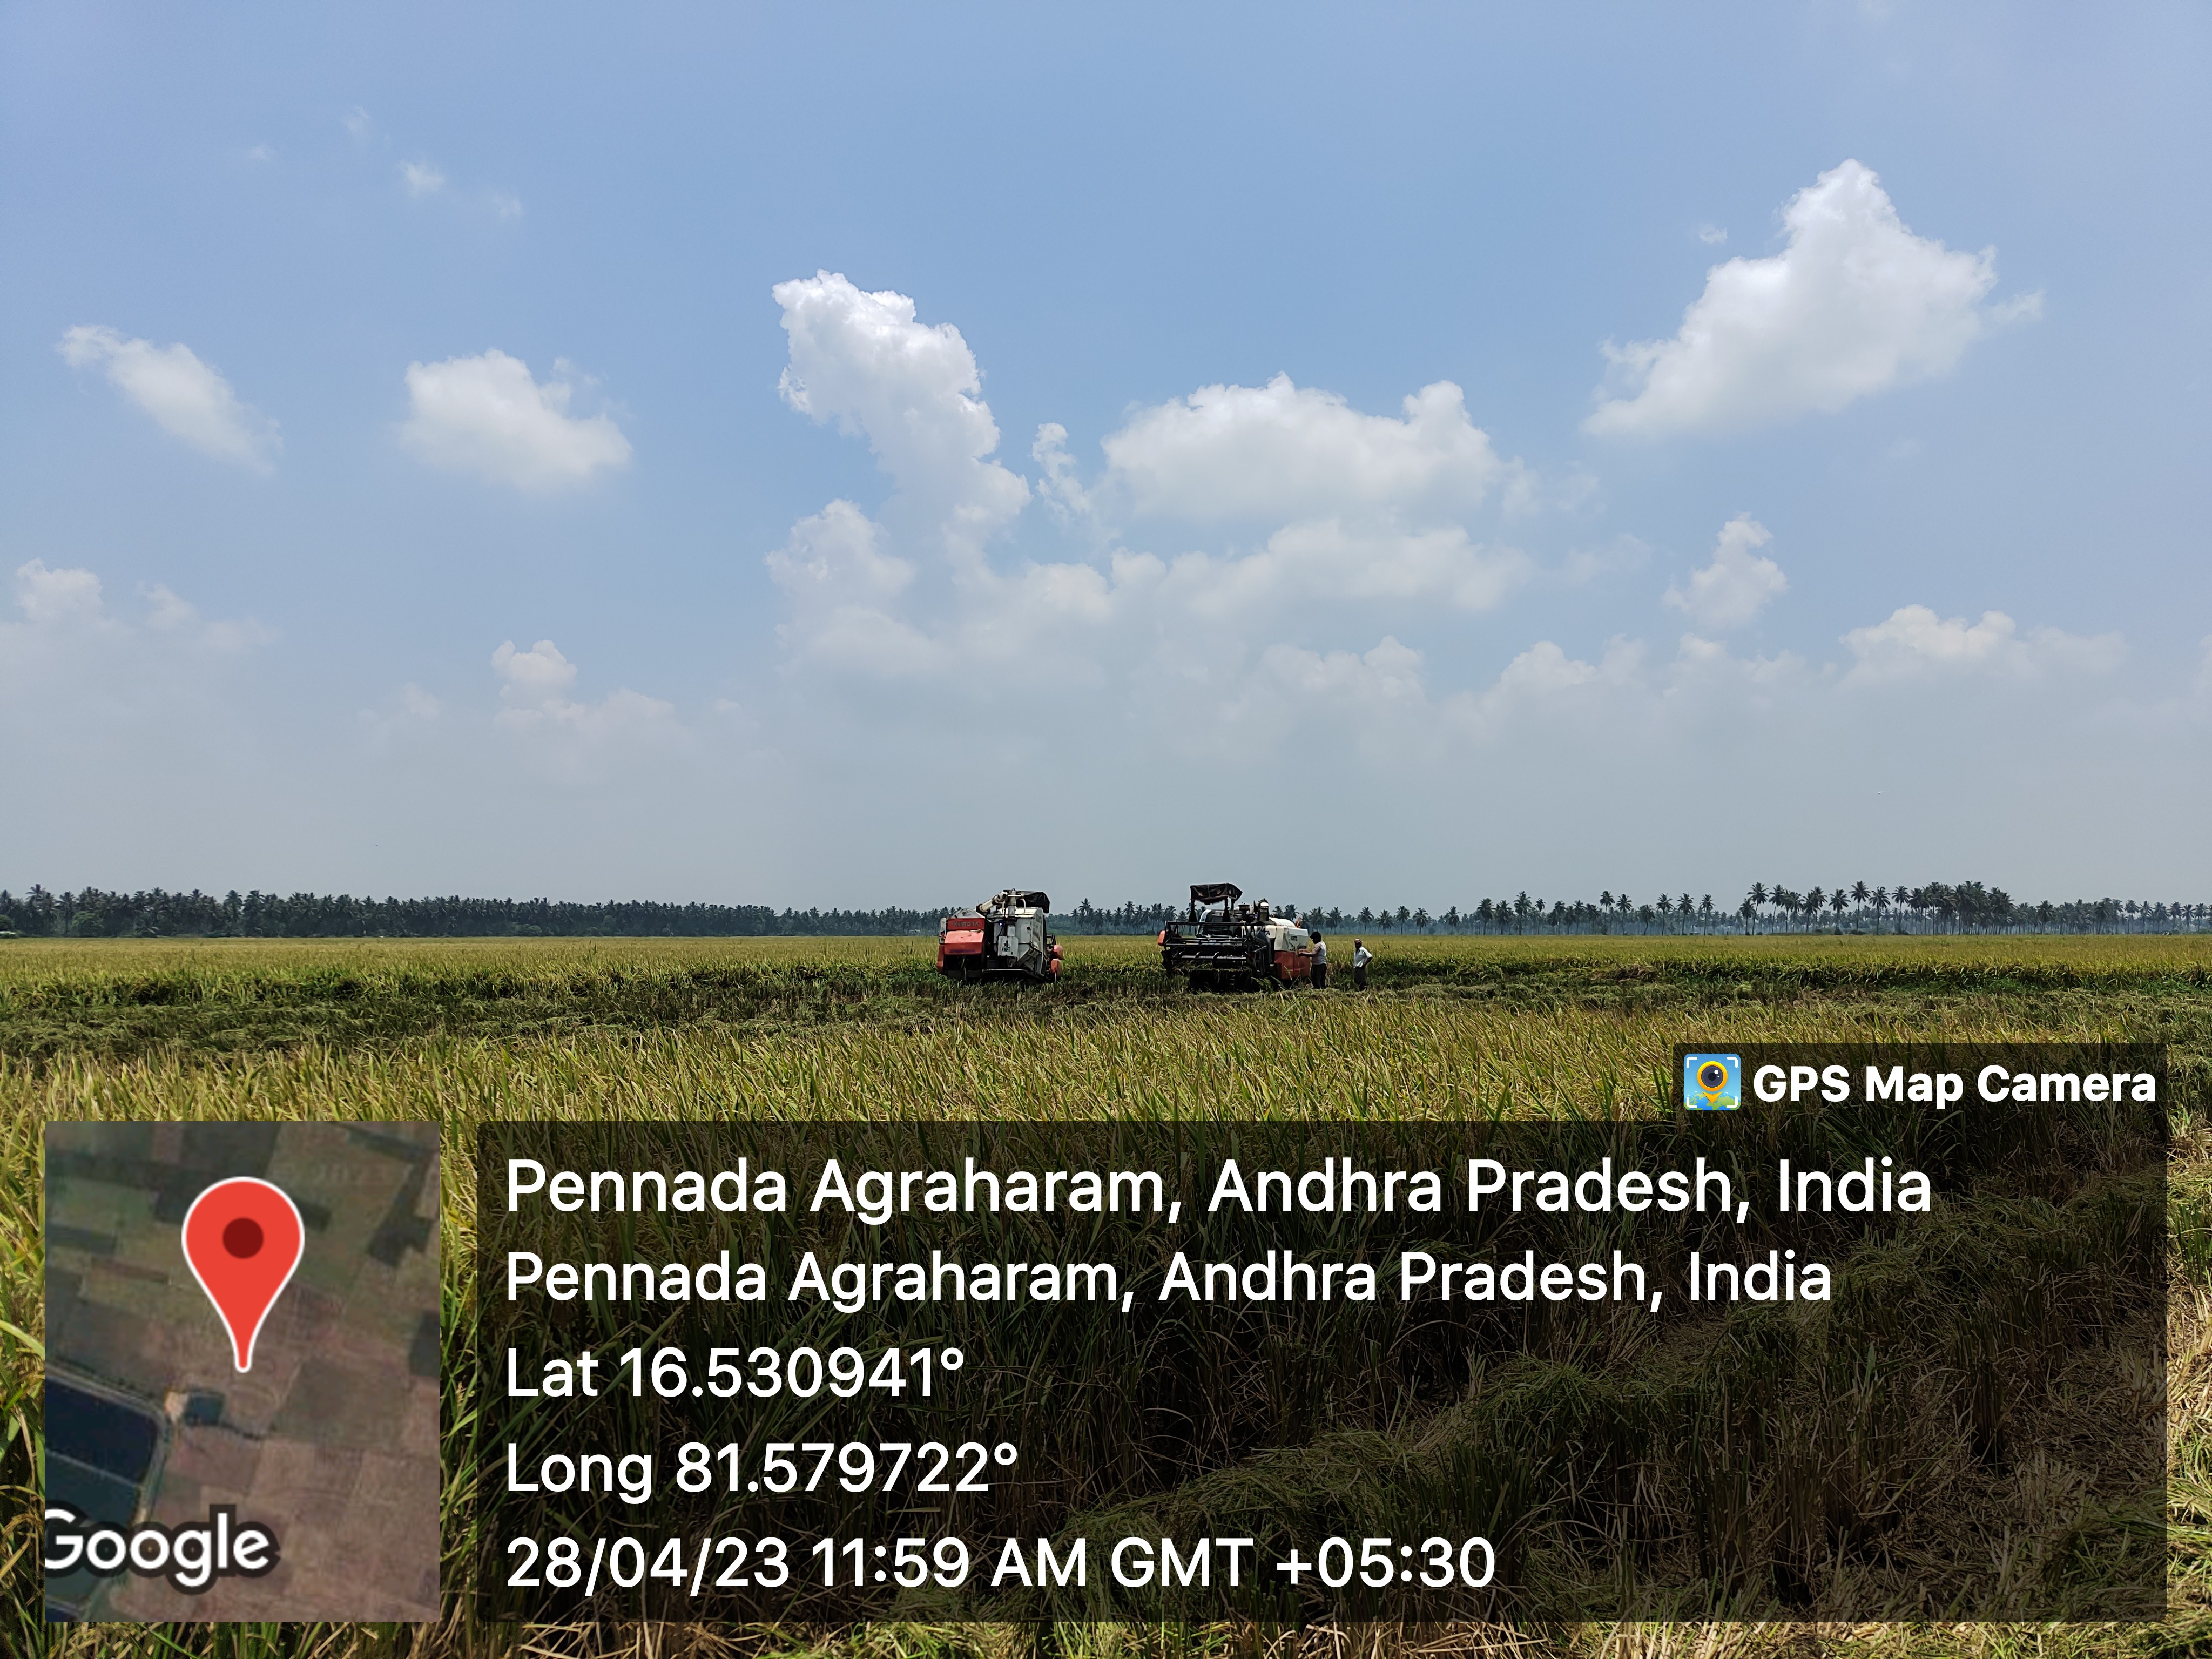 GPS Map Camera
Pennada Agraharam, Andhra Pradesh, India
Pennada Agraharam, Andhra Pradesh, India
Lat 16.530941°
Long 81.579722°
28/04/23 11:59 AM GMT +05:30
Google